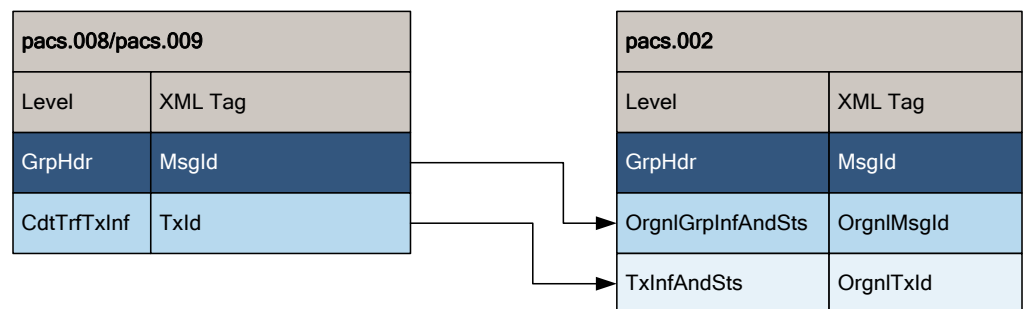 pacs.008/pacs.009
Level XML Tag
GrpHdr MsgId
CdtTrfTxInf TxId
pacs.002
Level XML Tag
GrpHdr MsgId
OrgnlGrpInfAndSts OrgnlMsgId
TxInfAndSts OrgnlTxId